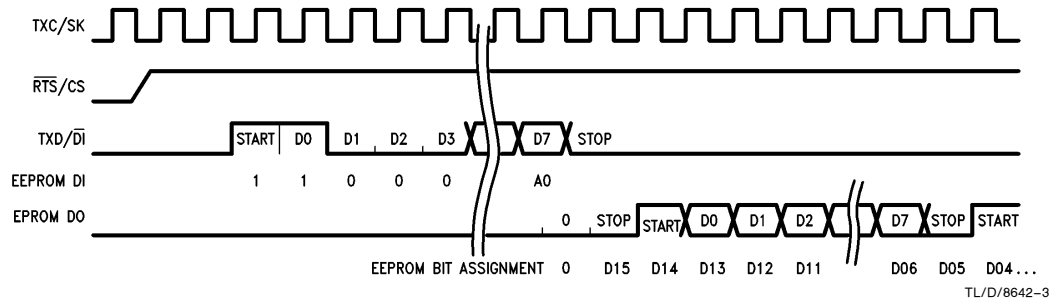 TXC/SK
RTS/CS
TXD/DI START D0 D1 D2 D3 D7 STOP
EEPROM DI 1 1 0 0 0 A0
EPROM DO 0 STOP START D0 D1 D2 D7 STOP START
EEPROM BIT ASSIGNMENT 0 D15 D14 D13 D12 D11 D06 D05 D04...
TL/D/8642–3